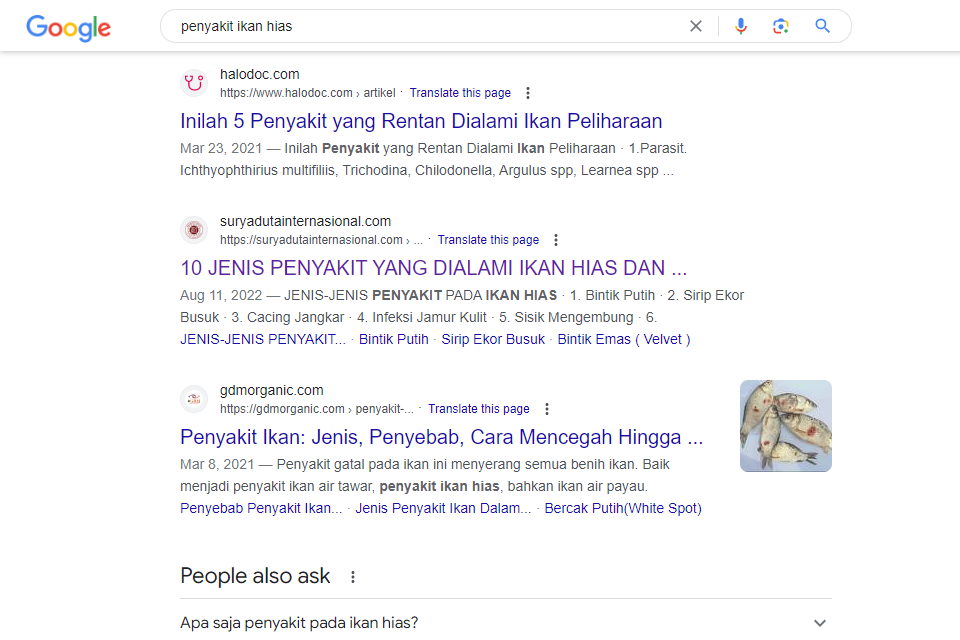 Google
penyakit ikan hias
halodoc.com
https://www.halodoc.com › artikel · Translate this page
Inilah 5 Penyakit yang Rentan Dialami Ikan Peliharaan
Mar 23, 2021 — Inilah Penyakit yang Rentan Dialami Ikan Peliharaan · 1.Parasit.
Ichthyophthirius multifiliis, Trichodina, Chilodonella, Argulus spp, Learnea spp ...
suryadutainternasional.com
https://suryadutainternasional.com › ... · Translate this page
10 JENIS PENYAKIT YANG DIALAMI IKAN HIAS DAN ...
Aug 11, 2022 — JENIS-JENIS PENYAKIT PADA IKAN HIAS · 1. Bintik Putih · 2. Sirip Ekor
Busuk · 3. Cacing Jangkar · 4. Infeksi Jamur Kulit · 5. Sisik Mengembung · 6.
JENIS-JENIS PENYAKIT... · Bintik Putih · Sirip Ekor Busuk · Bintik Emas ( Velvet )
gdmorganic.com
https://gdmorganic.com › penyakit-... · Translate this page
Penyakit Ikan: Jenis, Penyebab, Cara Mencegah Hingga ...
Mar 8, 2021 — Penyakit gatal pada ikan ini menyerang semua benih ikan. Baik
menjadi penyakit ikan air tawar, penyakit ikan hias, bahkan ikan air payau.
Penyebab Penyakit Ikan... · Jenis Penyakit Ikan Dalam... · Bercak Putih(White Spot)
People also ask
Apa saja penyakit pada ikan hias?